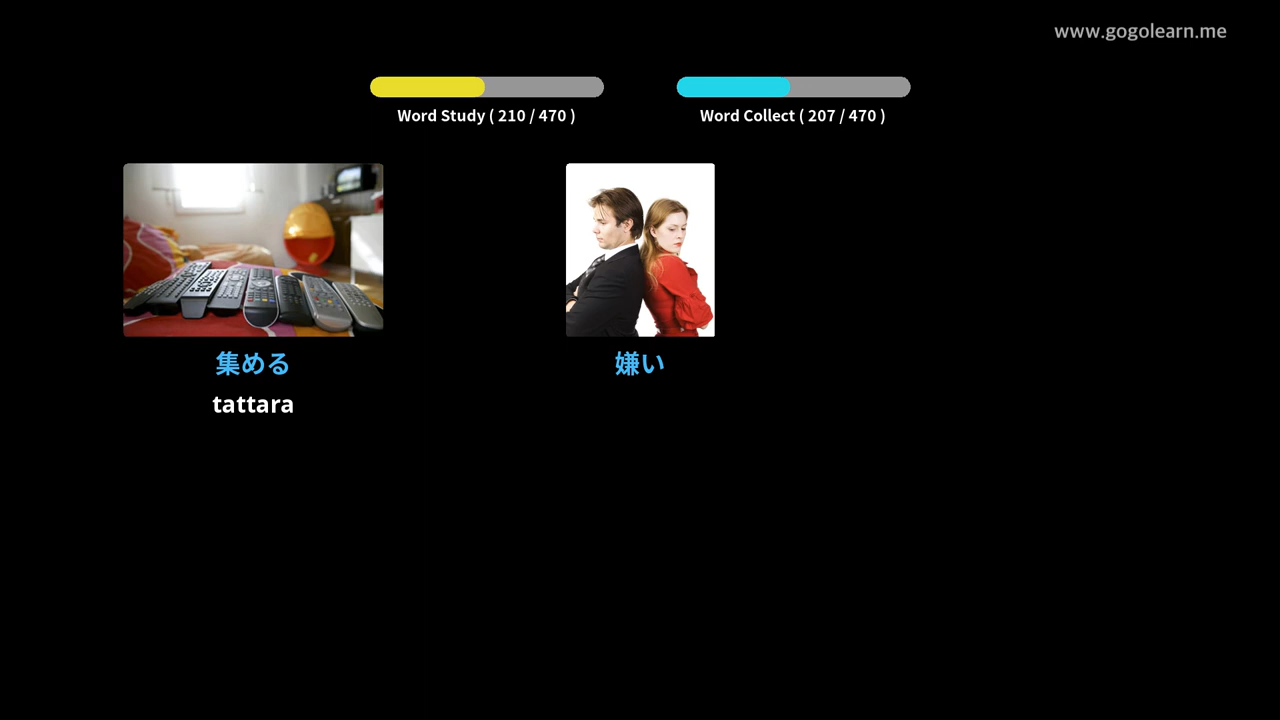 www.gogolearn.me
Word Study ( 210 / 470 )
Word Collect ( 207 / 470 )
集める
嫌い
tattara